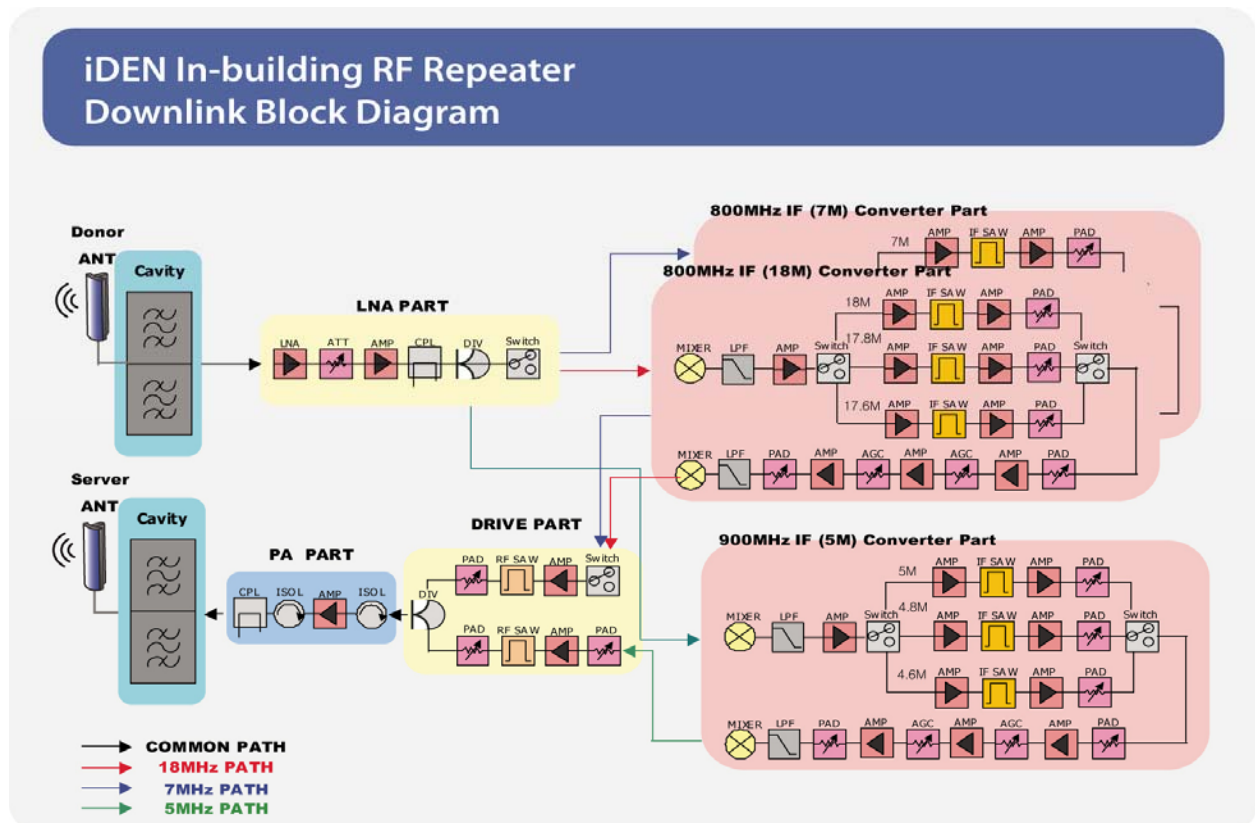 iDEN In-building RF Repeater
Downlink Block Diagram
Donor
ANT
Cavity
LNA PART
LNA ATT AMP CPL DIV Switch
800MHz IF (7M) Converter Part
7M AMP IF SAW AMP PAD
800MHz IF (18M) Converter Part
18M AMP IF SAW AMP PAD
MIXER LPF AMP Switch 17.8M AMP IF SAW AMP PAD Switch
17.6M AMP IF SAW AMP PAD
MIXER LPF PAD AMP AGC AMP AGC AMP PAD
Server
ANT
Cavity
PA PART
CPL ISOL AMP ISOL
DRIVE PART
PAD RF SAW AMP Switch
DIV
PAD RF SAW AMP PAD
900MHz IF (5M) Converter Part
5M AMP IF SAW AMP PAD
MIXER LPF AMP Switch 4.8M AMP IF SAW AMP PAD Switch
4.6M AMP IF SAW AMP PAD
MIXER LPF PAD AMP AGC AMP AGC AMP PAD
COMMON PATH
18MHz PATH
7MHz PATH
5MHz PATH